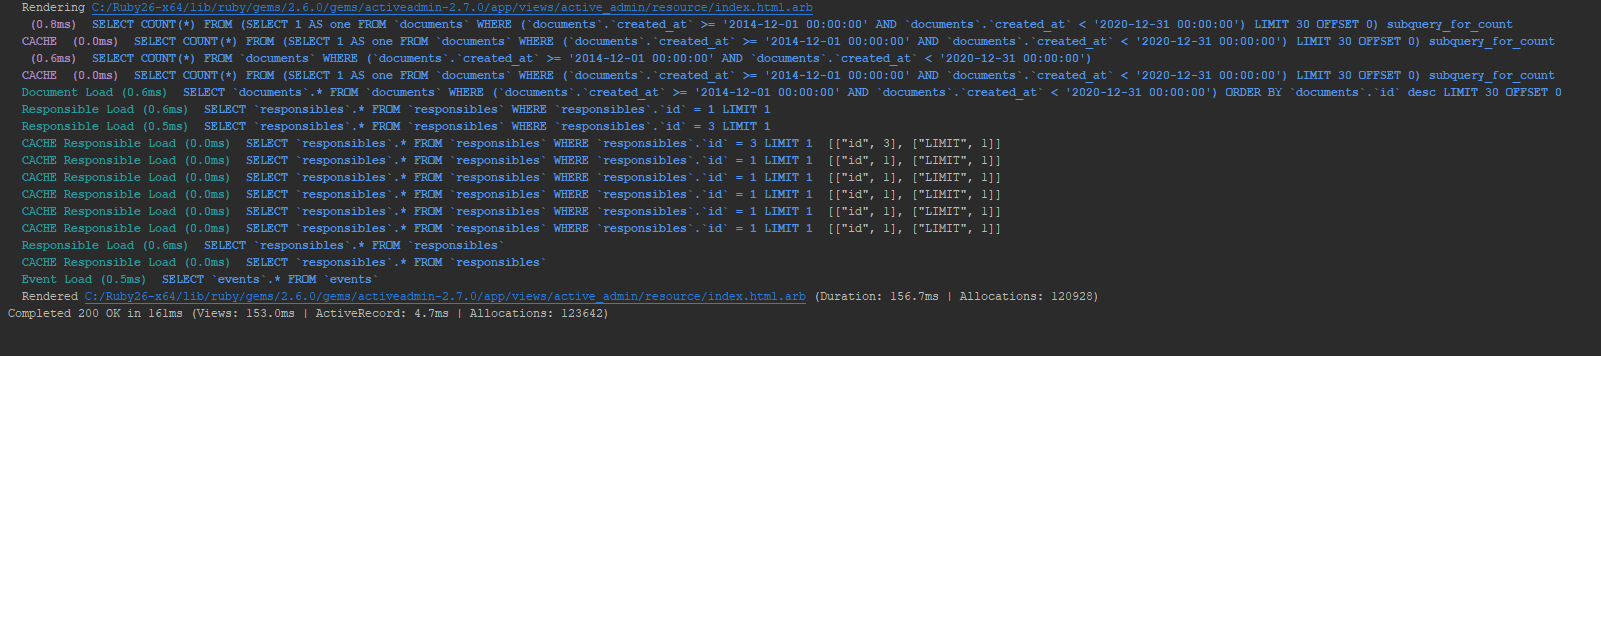 Rendering C:/Ruby26-x64/lib/ruby/gems/2.6.0/gems/activeadmin-2.7.0/app/views/active_admin/resource/index.html.arb
(0.8ms)  SELECT COUNT(*) FROM (SELECT 1 AS one FROM `documents` WHERE (`documents`.`created_at` >= '2014-12-01 00:00:00' AND `documents`.`created_at` < '2020-12-31 00:00:00') LIMIT 30 OFFSET 0) subquery_for_count
CACHE  (0.0ms)  SELECT COUNT(*) FROM (SELECT 1 AS one FROM `documents` WHERE (`documents`.`created_at` >= '2014-12-01 00:00:00' AND `documents`.`created_at` < '2020-12-31 00:00:00') LIMIT 30 OFFSET 0) subquery_for_count
(0.6ms)  SELECT COUNT(*) FROM `documents` WHERE (`documents`.`created_at` >= '2014-12-01 00:00:00' AND `documents`.`created_at` < '2020-12-31 00:00:00')
CACHE  (0.0ms)  SELECT COUNT(*) FROM (SELECT 1 AS one FROM `documents` WHERE (`documents`.`created_at` >= '2014-12-01 00:00:00' AND `documents`.`created_at` < '2020-12-31 00:00:00') LIMIT 30 OFFSET 0) subquery_for_count
Document Load (0.6ms)  SELECT `documents`.* FROM `documents` WHERE (`documents`.`created_at` >= '2014-12-01 00:00:00' AND `documents`.`created_at` < '2020-12-31 00:00:00') ORDER BY `documents`.`id` desc LIMIT 30 OFFSET 0
Responsible Load (0.6ms)  SELECT `responsibles`.* FROM `responsibles` WHERE `responsibles`.`id` = 1 LIMIT 1
Responsible Load (0.5ms)  SELECT `responsibles`.* FROM `responsibles` WHERE `responsibles`.`id` = 3 LIMIT 1
CACHE Responsible Load (0.0ms)  SELECT `responsibles`.* FROM `responsibles` WHERE `responsibles`.`id` = 3 LIMIT 1  [["id", 3], ["LIMIT", 1]]
CACHE Responsible Load (0.0ms)  SELECT `responsibles`.* FROM `responsibles` WHERE `responsibles`.`id` = 1 LIMIT 1  [["id", 1], ["LIMIT", 1]]
CACHE Responsible Load (0.0ms)  SELECT `responsibles`.* FROM `responsibles` WHERE `responsibles`.`id` = 1 LIMIT 1  [["id", 1], ["LIMIT", 1]]
CACHE Responsible Load (0.0ms)  SELECT `responsibles`.* FROM `responsibles` WHERE `responsibles`.`id` = 1 LIMIT 1  [["id", 1], ["LIMIT", 1]]
CACHE Responsible Load (0.0ms)  SELECT `responsibles`.* FROM `responsibles` WHERE `responsibles`.`id` = 1 LIMIT 1  [["id", 1], ["LIMIT", 1]]
CACHE Responsible Load (0.0ms)  SELECT `responsibles`.* FROM `responsibles` WHERE `responsibles`.`id` = 1 LIMIT 1  [["id", 1], ["LIMIT", 1]]
Responsible Load (0.6ms)  SELECT `responsibles`.* FROM `responsibles`
CACHE Responsible Load (0.0ms)  SELECT `responsibles`.* FROM `responsibles`
Event Load (0.5ms)  SELECT `events`.* FROM `events`
Rendered C:/Ruby26-x64/lib/ruby/gems/2.6.0/gems/activeadmin-2.7.0/app/views/active_admin/resource/index.html.arb (Duration: 156.7ms | Allocations: 120928)
Completed 200 OK in 161ms (Views: 153.0ms | ActiveRecord: 4.7ms | Allocations: 123642)